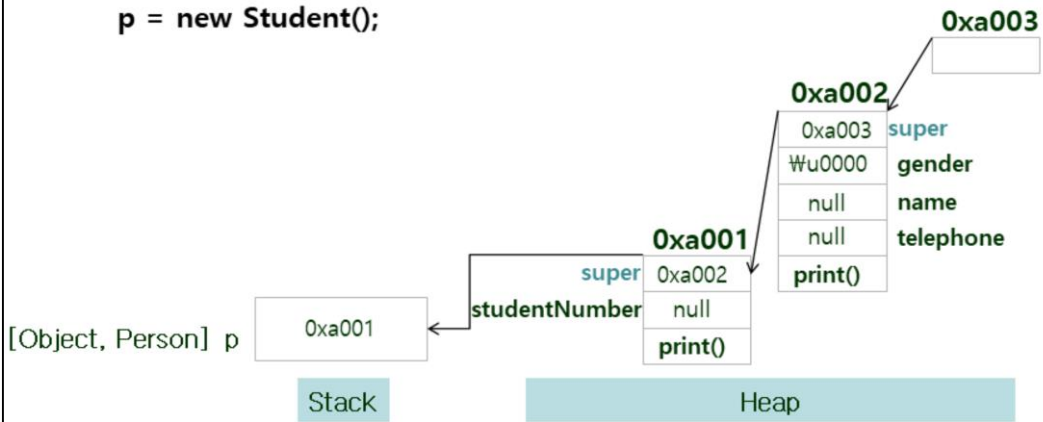 p = new Student();
0xa003
0xa002
0xa003 super
₩u0000 gender
null name
null telephone
print()
0xa001
super 0xa002
studentNumber null
print()
[Object, Person] p 0xa001
Stack
Heap